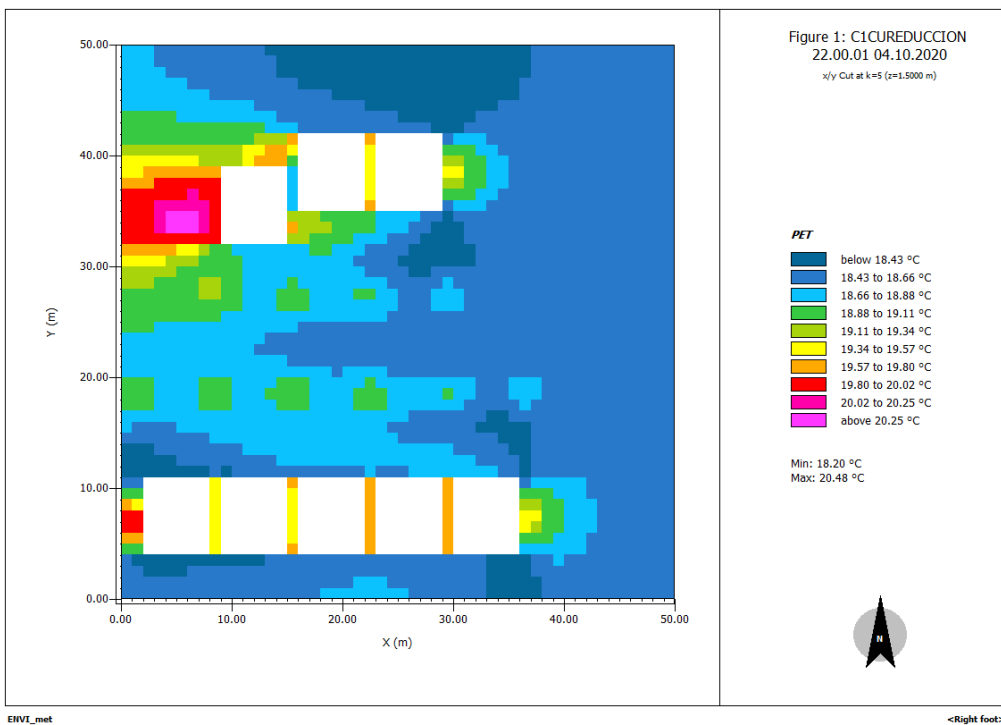 Figure 1: C1CUREDUCCION
22.00.01 04.10.2020
x/y Cut at k=5 (z=1.5000 m)
50.00
40.00
30.00
20.00
10.00
0.00
Y (m)
0.00 10.00 20.00 30.00 40.00 50.00
X (m)
PET
below 18.43 °C
18.43 to 18.66 °C
18.66 to 18.88 °C
18.88 to 19.11 °C
19.11 to 19.34 °C
19.34 to 19.57 °C
19.57 to 19.80 °C
19.80 to 20.02 °C
20.02 to 20.25 °C
above 20.25 °C
Min: 18.20 °C
Max: 20.48 °C
N
ENVI_met
<Right foot: